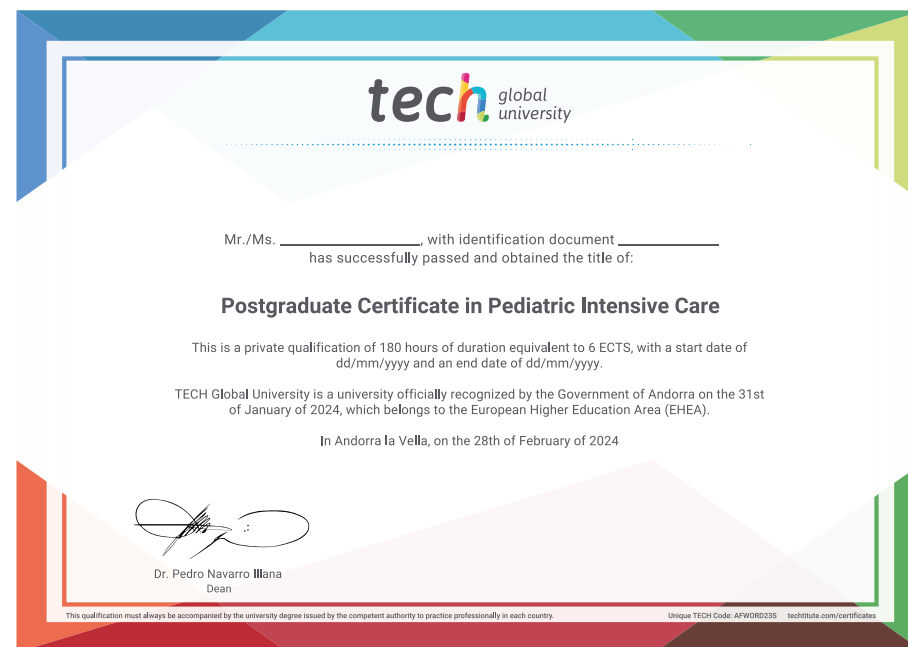 tech global university
Mr./Ms. ____________________, with identification document ______________
has successfully passed and obtained the title of:
Postgraduate Certificate in Pediatric Intensive Care
This is a private qualification of 180 hours of duration equivalent to 6 ECTS, with a start date of
dd/mm/yyyy and an end date of dd/mm/yyyy.
TECH Global University is a university officially recognized by the Government of Andorra on the 31st
of January of 2024, which belongs to the European Higher Education Area (EHEA).
In Andorra la Vella, on the 28th of February of 2024
Dr. Pedro Navarro Illana
Dean
This qualification must always be accompanied by the university degree issued by the competent authority to practice professionally in each country.
Unique TECH Code: AFWORD23S techtitute.com/certificates